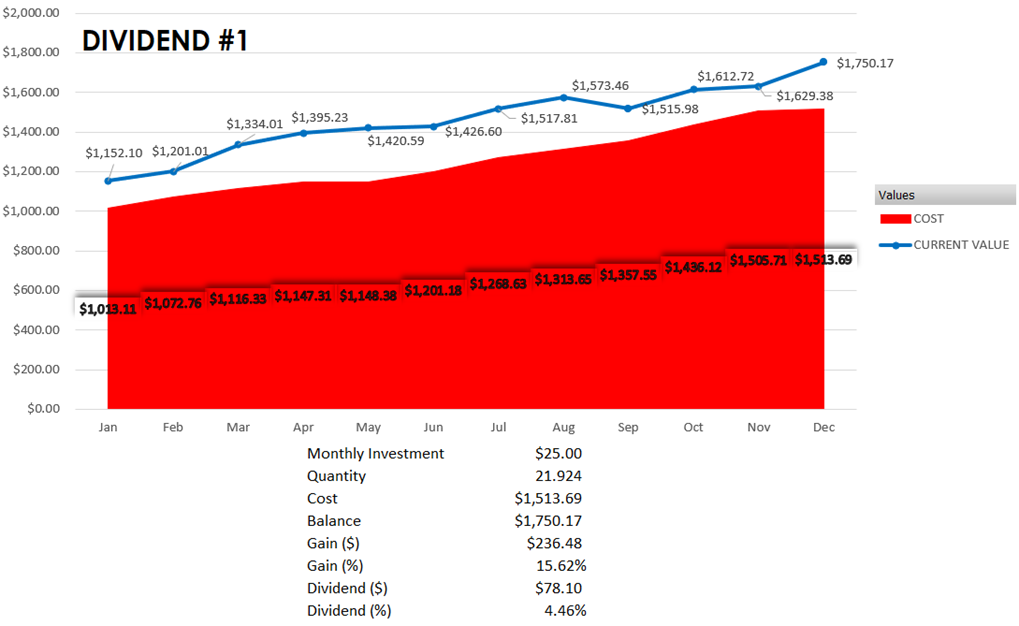 DIVIDEND #1
$2,000.00
$1,800.00
$1,600.00
$1,400.00
$1,200.00
$1,000.00
$800.00
$600.00
$400.00
$200.00
$0.00
$1,152.10 $1,201.01 $1,334.01 $1,395.23 $1,420.59 $1,426.60 $1,517.81 $1,573.46 $1,515.98 $1,612.72 $1,629.38 $1,750.17
$1,013.11 $1,072.76 $1,116.33 $1,147.31 $1,148.38 $1,201.18 $1,268.63 $1,313.65 $1,357.55 $1,436.12 $1,505.71 $1,513.69
Jan Feb Mar Apr May Jun Jul Aug Sep Oct Nov Dec
Values
COST
CURRENT VALUE
Monthly Investment $25.00
Quantity 21.924
Cost $1,513.69
Balance $1,750.17
Gain ($) $236.48
Gain (%) 15.62%
Dividend ($) $78.10
Dividend (%) 4.46%